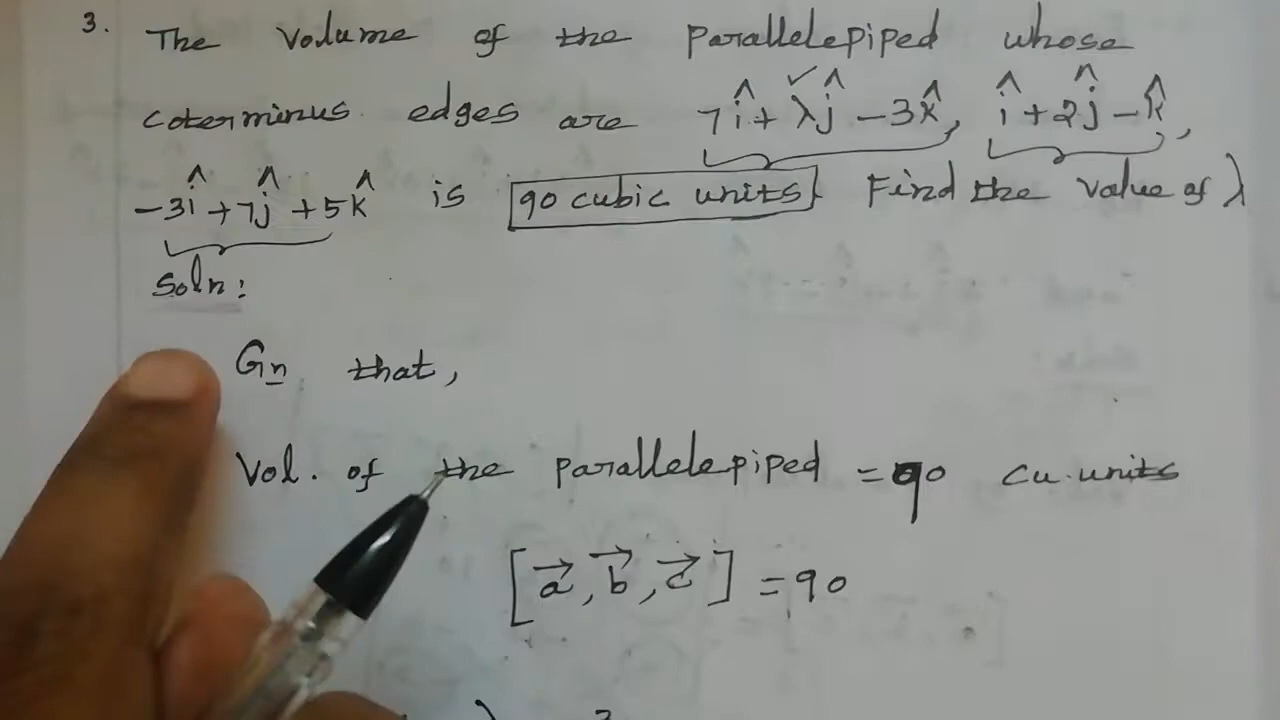 3. The volume of the parallelepiped whose
coterminus edges are 7î + λĵ - 3k̂, î + 2ĵ - k̂,
-3î + 7ĵ + 5k̂ is 90 cubic units. Find the value of λ
Soln:
Gn that,
Vol. of the parallelepiped = 90 cu.units
[a⃗, b⃗, c⃗] = 90